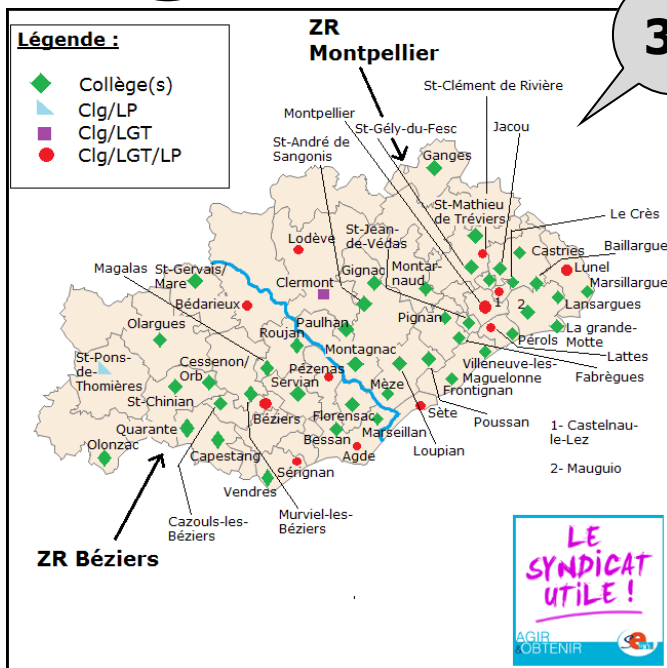 3
Légende :
Collège(s)
Clg/LP
Clg/LGT
Clg/LGT/LP
ZR
Montpellier
St-Clément de Rivière
Montpellier
St-Gély-du-Fesc
Jacou
St-André de
Sangonis
Ganges
St-Mathieu
de Tréviers
Le Crès
Lodève
St-Jean-
de-Védas
Castries
Baillargue
Magalas
St-Gervais/
Mare
Gignac
Montar-
naud
Lunel
Clermont
Marsillargue
Bédarieux
1
2
Lansargues
Olargues
Paulhan
Pignan
Roujan
La grande-
Motte
Pérols
St-Pons-
de-
Thomières
Cessenon/
Orb
Montagnac
Lattes
Villeneuve-les-
Maguelonne
Fabrègues
Pézenas
Servian
Mèze
Frontignan
St-Chinian
Béziers
Florensac
Sète
Poussan
Quarante
Marseillan
1- Castelnau-
le-Lez
Bessan
Loupian
Olonzac
Capestang
Agde
Sérignan
2- Mauguio
Vendres
Cazouls-les-
Béziers
Murviel-les-
Béziers
ZR Béziers
LE
SYNDICAT
UTILE !
AGIR
&OBTENIR